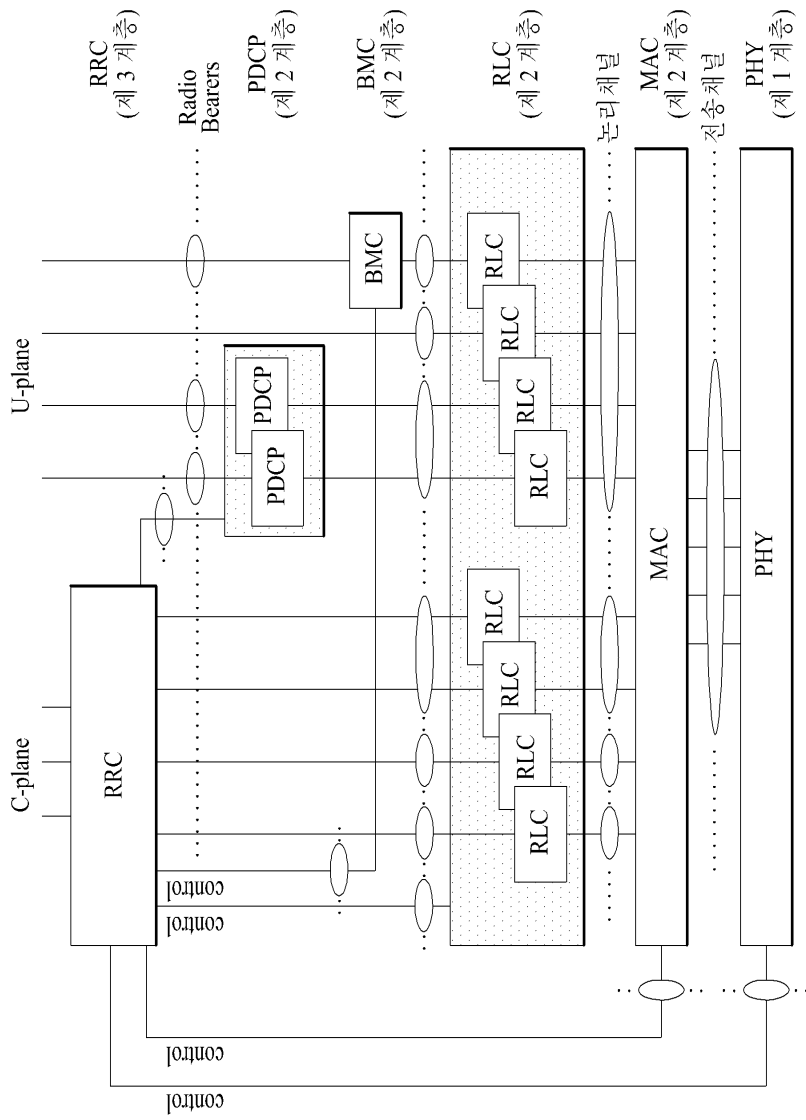 C-plane
U-plane
RRC
(제 3 계층)
RRC
Radio
Bearers
PDCP
(제 2 계층)
PDCP
PDCP
BMC
(제 2 계층)
BMC
control
control
control
control
RLC
(제 2 계층)
RLC
RLC
RLC
RLC
RLC
RLC
RLC
RLC
논리채널
MAC
(제 2 계층)
MAC
전송채널
PHY
(제 1 계층)
PHY